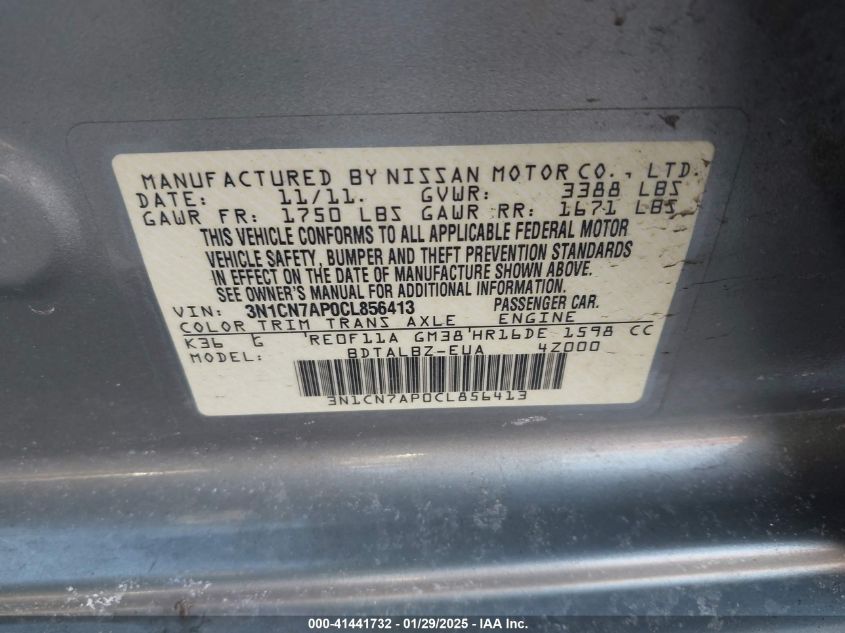 MANUFACTURED BY NISSAN MOTOR CO., LTD.
DATE: 11/11. GVWR: 3388 LBS
GAWR FR: 1750 LBS GAWR RR: 1671 LBS
THIS VEHICLE CONFORMS TO ALL APPLICABLE FEDERAL MOTOR
VEHICLE SAFETY, BUMPER AND THEFT PREVENTION STANDARDS
IN EFFECT ON THE DATE OF MANUFACTURE SHOWN ABOVE.
SEE OWNER'S MANUAL FOR ADDITIONAL INFORMATION.
VIN: 3N1CN7AP0CL856413 PASSENGER CAR.
COLOR TRIM TRANS AXLE ENGINE
K36 G 'RE0F11A GM38'HR16DE 1598 CC
MODEL: BDTALBZ-EUA 4Z000
3N1CN7AP0CL856413
000-41441732 - 01/29/2025 - IAA Inc.